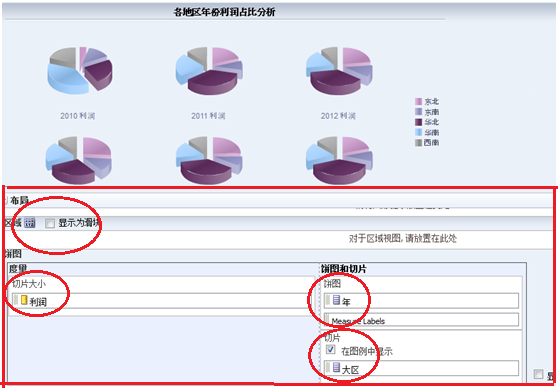 各地区年份利润占比分析
2010 利润
2011 利润
2012 利润
东北
东南
华北
华南
西南
布局
区域
显示为滑块
对于区域视图, 请放置在此处
饼图
度量
切片大小
利润
饼图和切片
饼图
年
Measure Labels
切片
在图例中显示
大区